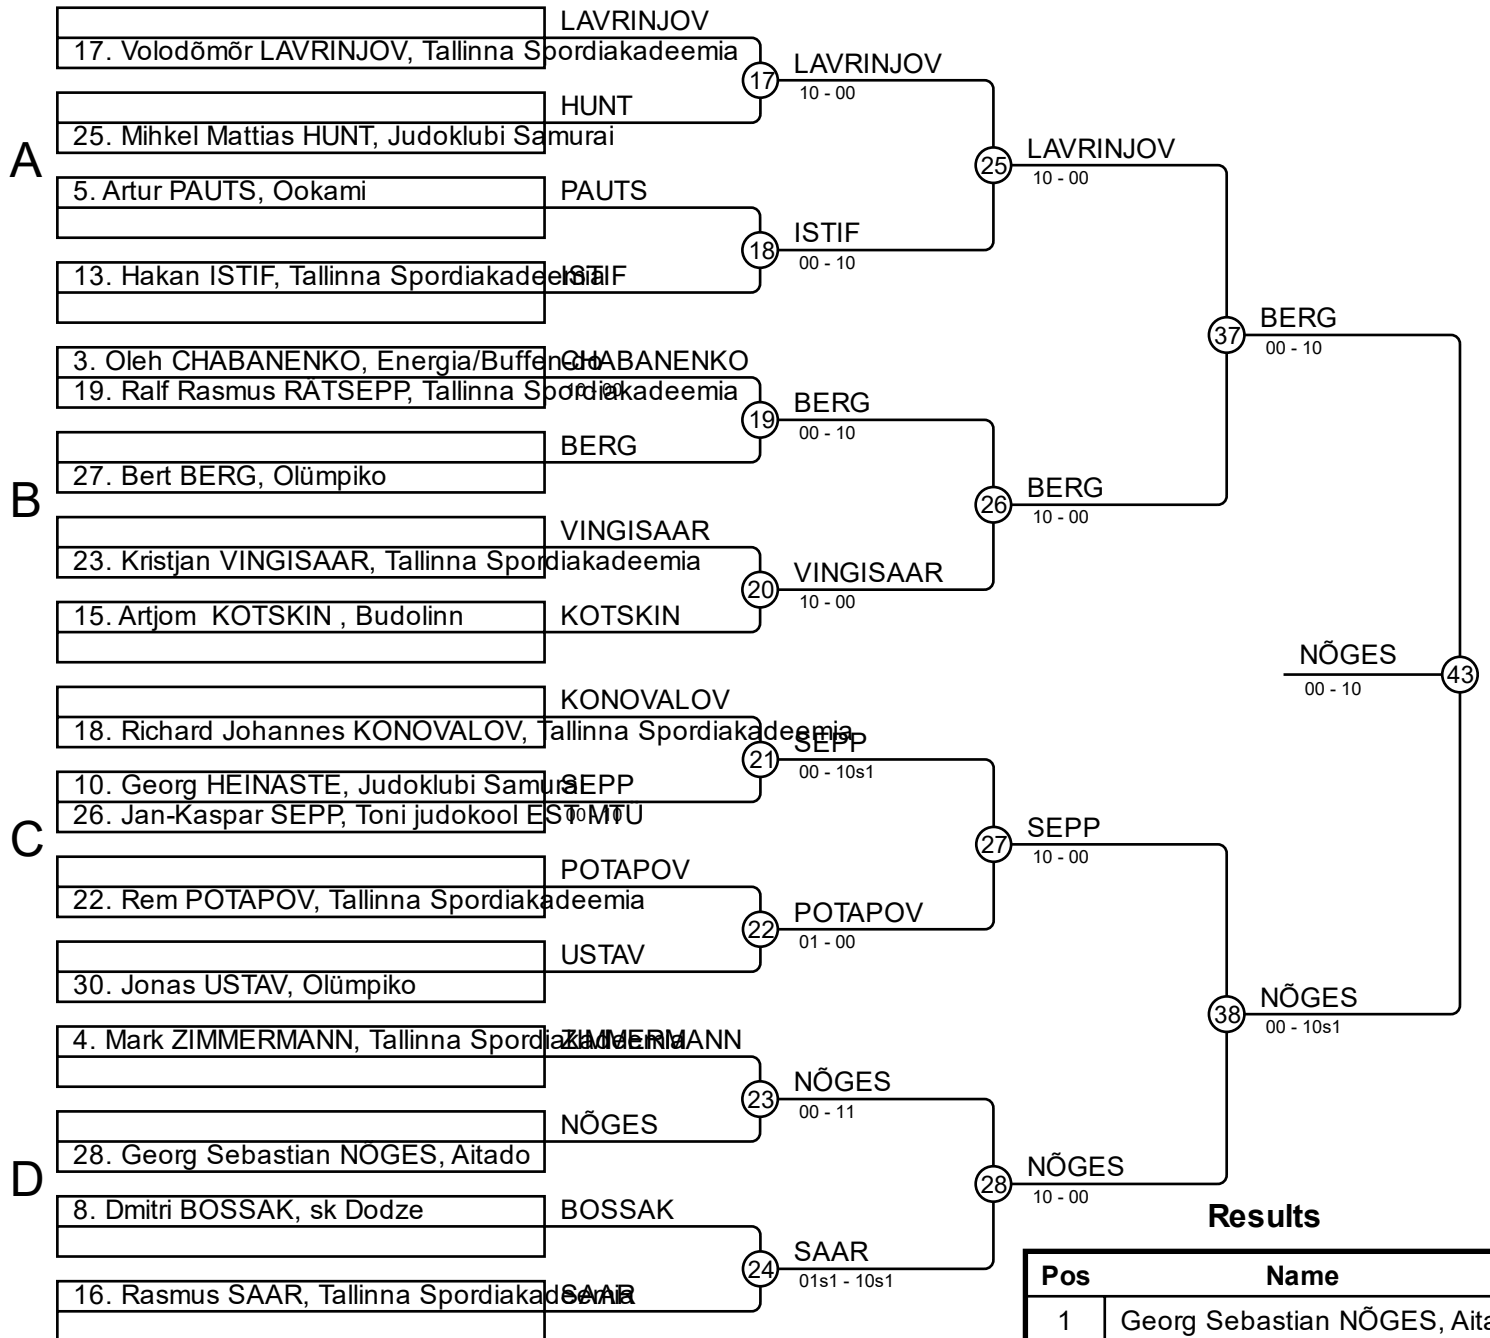 A
17. Volodõmõr LAVRINJOV, Tallinna Spordiakadeemia
25. Mihkel Mattias HUNT, Judoklubi Samurai
5. Artur PAUTS, Ookami
13. Hakan ISTIF, Tallinna Spordiakadeemia
B
3. Oleh CHABANENKO, Energia/Buffen-do
19. Ralf Rasmus RÄTSEPP, Tallinna Spordiakadeemia
27. Bert BERG, Olümpiko
23. Kristjan VINGISAAR, Tallinna Spordiakadeemia
15. Artjom  KOTSKIN , Budolinn
C
18. Richard Johannes KONOVALOV, Tallinna Spordiakadeemia
10. Georg HEINASTE, Judoklubi Samurai
26. Jan-Kaspar SEPP, Toni judokool EST MTÜ
22. Rem POTAPOV, Tallinna Spordiakadeemia
30. Jonas USTAV, Olümpiko
D
4. Mark ZIMMERMANN, Tallinna Spordiakadeemia
28. Georg Sebastian NÕGES, Aitado
8. Dmitri BOSSAK, sk Dodze
16. Rasmus SAAR, Tallinna Spordiakadeemia
LAVRINJOV
HUNT
PAUTS
ISTIF
CHABANENKO
10 - 00
BERG
VINGISAAR
KOTSKIN
KONOVALOV
SEPP
00 - 10
POTAPOV
USTAV
ZIMMERMANN
NÕGES
BOSSAK
SAAR
17
LAVRINJOV
10 - 00
18
ISTIF
00 - 10
19
BERG
00 - 10
20
VINGISAAR
10 - 00
21
SEPP
00 - 10s1
22
POTAPOV
01 - 00
23
NÕGES
00 - 11
24
SAAR
01s1 - 10s1
25
LAVRINJOV
10 - 00
26
BERG
10 - 00
27
SEPP
10 - 00
28
NÕGES
10 - 00
37
BERG
00 - 10
38
NÕGES
00 - 10s1
43
NÕGES
00 - 10
Results
Pos Name
1 Georg Sebastian NÕGES, Aita